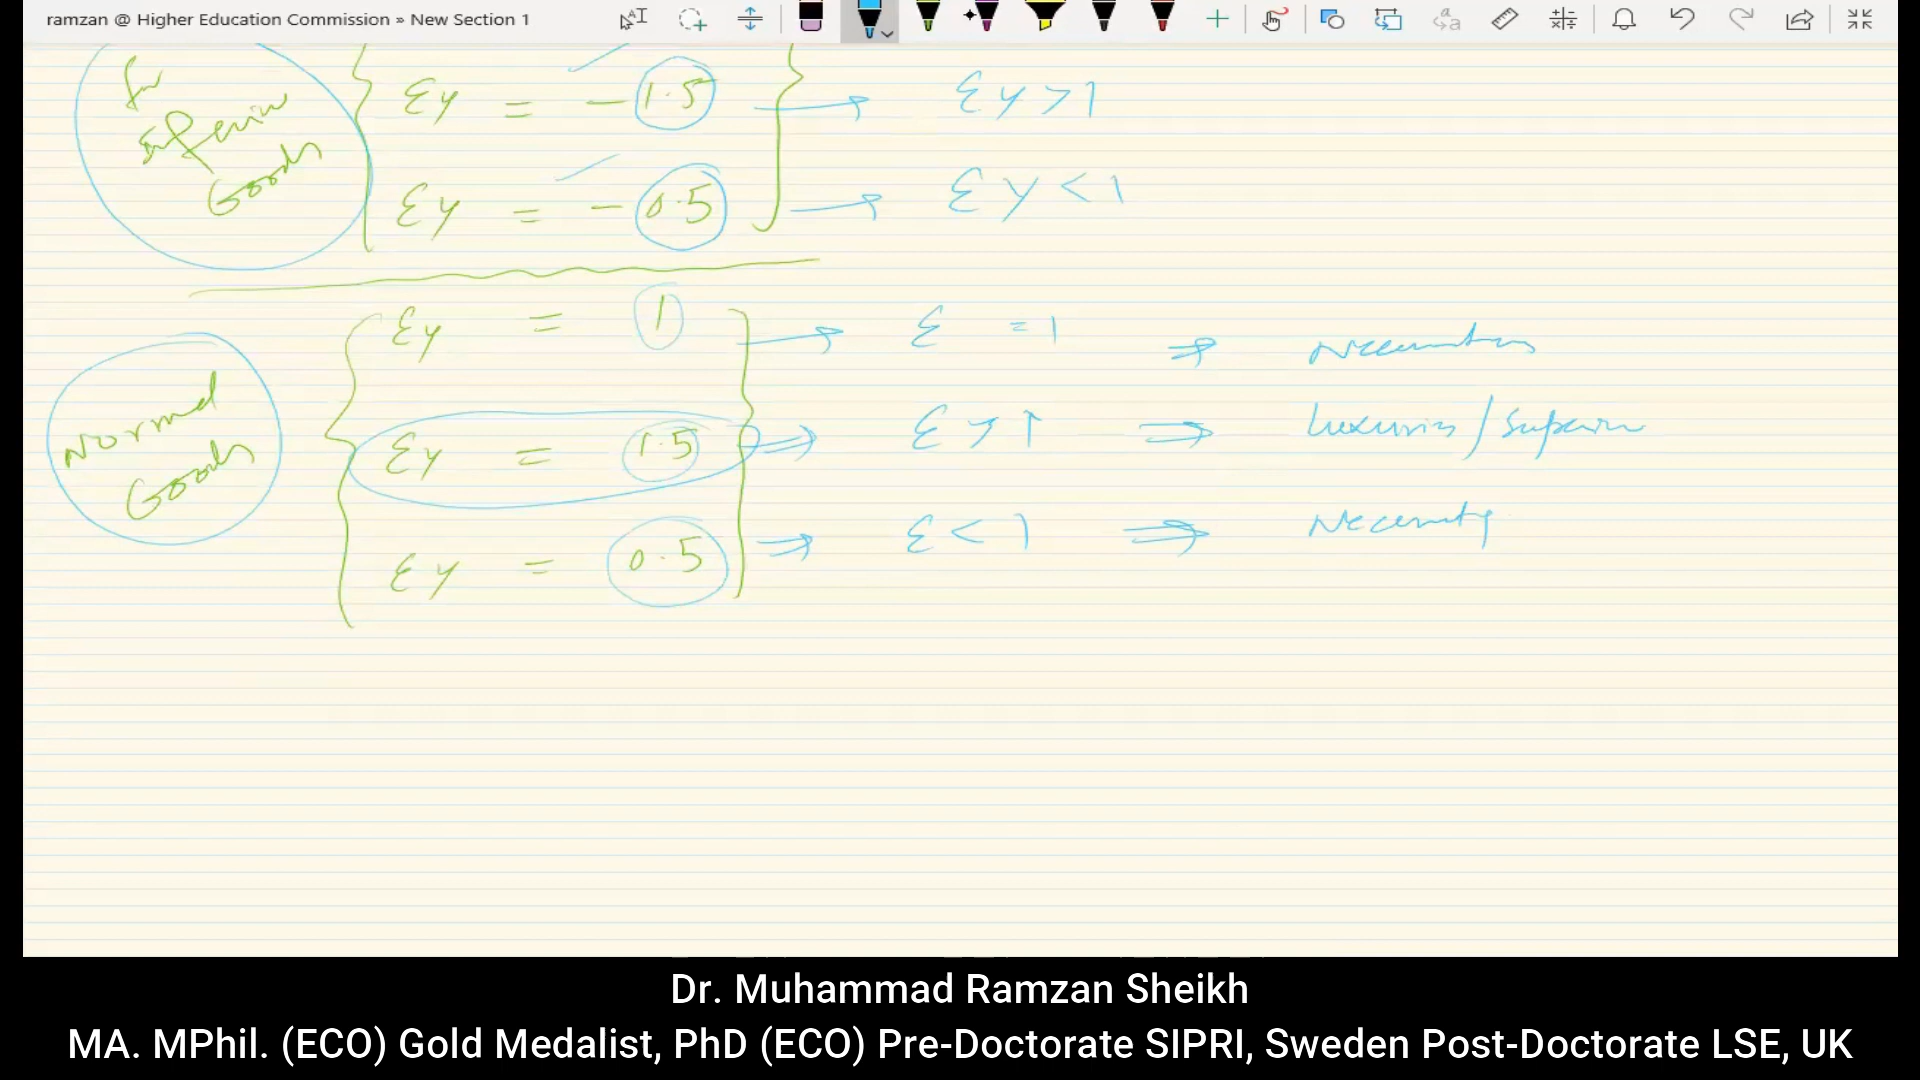 ramzan @ Higher Education Commission » New Section 1
for
Inferior
Goods
Ey = - 1.5 → Ey > 1
Ey = - 0.5 → Ey < 1
Normal
Goods
Ey = 1 → E = 1 ⇒ Necessities
Ey = 1.5 ⇒ E > 1 ⇒ Luxuries / Superior
Ey = 0.5 ⇒ E < 1 ⇒ Necessity
Dr. Muhammad Ramzan Sheikh
MA. MPhil. (ECO) Gold Medalist, PhD (ECO) Pre-Doctorate SIPRI, Sweden Post-Doctorate LSE, UK